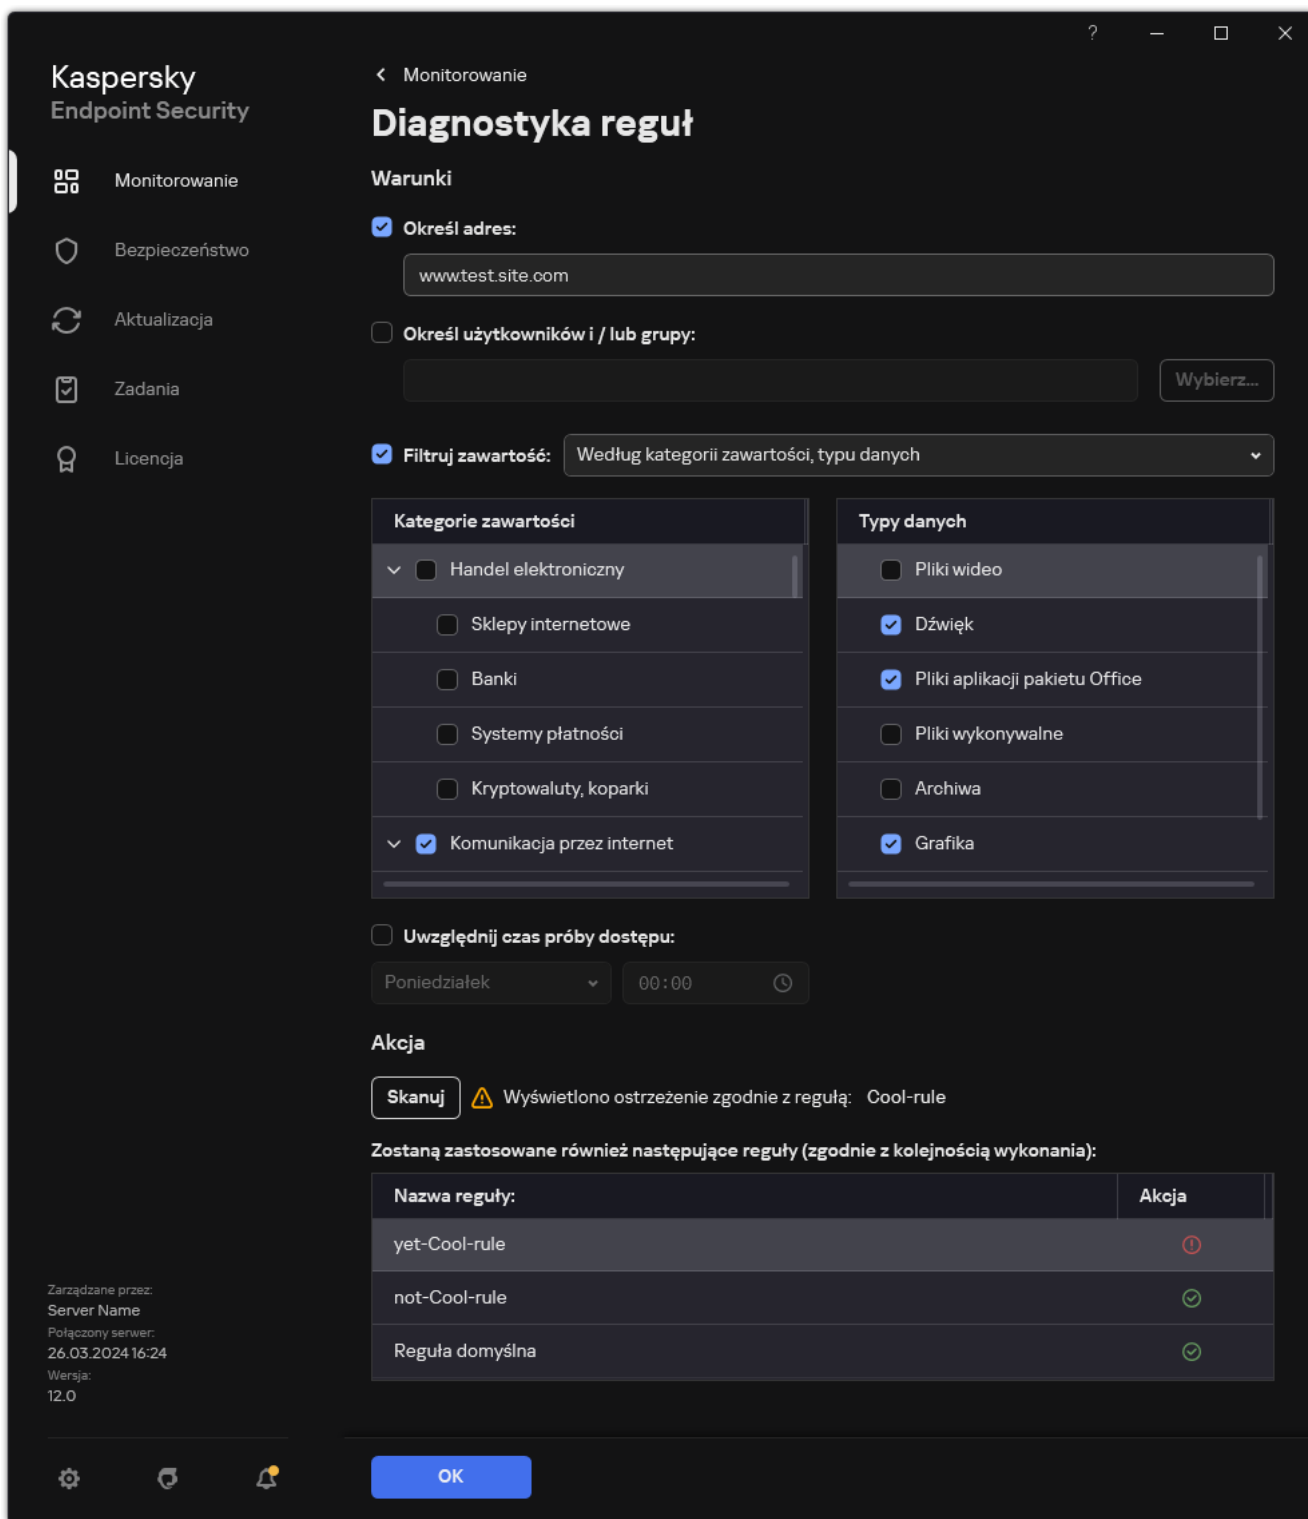 ?
Kaspersky
Endpoint Security
Monitorowanie
Bezpieczeństwo
Aktualizacja
Zadania
Licencja
Zarządzane przez:
Server Name
Połączony serwer:
26.03.2024 16:24
Wersja:
12.0
Monitorowanie
Diagnostyka reguł
Warunki
Określ adres:
www.test.site.com
Określ użytkowników i / lub grupy:
Wybierz...
Filtruj zawartość: Według kategorii zawartości, typu danych
Kategorie zawartości
Handel elektroniczny
Sklepy internetowe
Banki
Systemy płatności
Kryptowaluty, koparki
Komunikacja przez internet
Typy danych
Pliki wideo
Dźwięk
Pliki aplikacji pakietu Office
Pliki wykonywalne
Archiwa
Grafika
Uwzględnij czas próby dostępu:
Poniedziałek 00:00
Akcja
Skanuj Wyświetlono ostrzeżenie zgodnie z regułą: Cool-rule
Zostaną zastosowane również następujące reguły (zgodnie z kolejnością wykonania):
Nazwa reguły: Akcja
yet-Cool-rule
not-Cool-rule
Reguła domyślna
OK